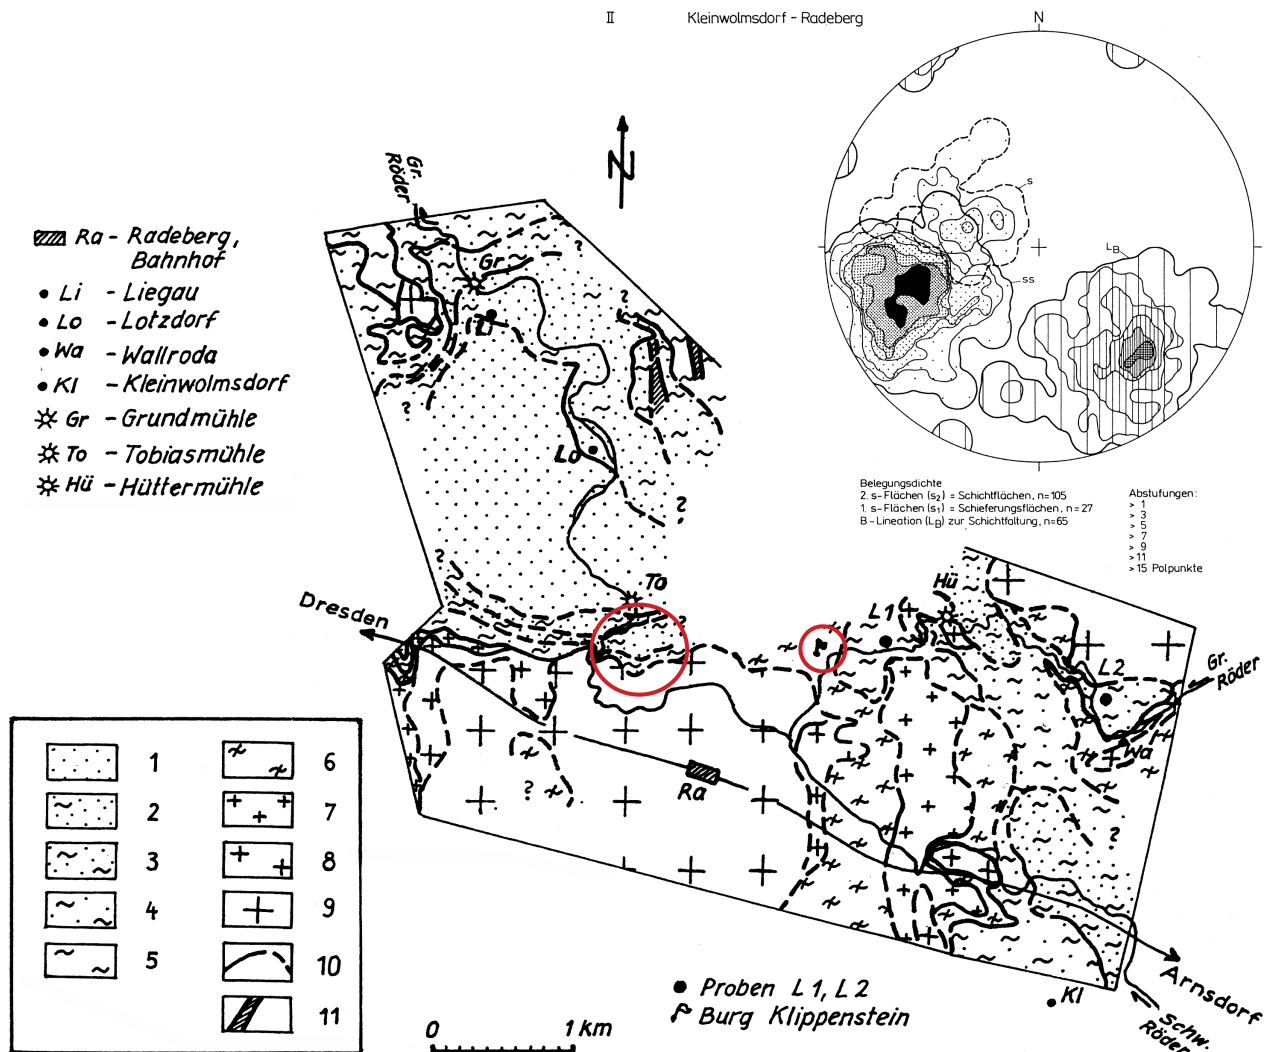 II Kleinwolmsdorf - Radeberg
N
s
ss
LB
Belegungsdichte
2. s-Flächen (s2) = Schichtflächen, n=105
1. s-Flächen (s1) = Schieferungsflächen, n=27
B-Lineation (LB) zur Schichtfaltung, n=65
Abstufungen:
> 1
> 3
> 5
> 7
> 9
>11
>15 Polpunkte
N
Ra - Radeberg,
Bahnhof
Li - Liegau
Lo - Lotzdorf
Wa - Wallroda
Kl - Kleinwolmsdorf
Gr - Grundmühle
To - Tobiasmühle
Hü - Hüttermühle
Gr.
Röder
Gr
?
Li
?
?
?
Lo
?
?
To
?
Dresden
Hü
L1
L2
Gr.
Röder
Wa
Ra
?
?
Kl
Arnsdorf
Schw.
Röder
1
2
3
4
5
6
7
8
9
10
11
0 1 km
Proben L1, L2
Burg Klippenstein